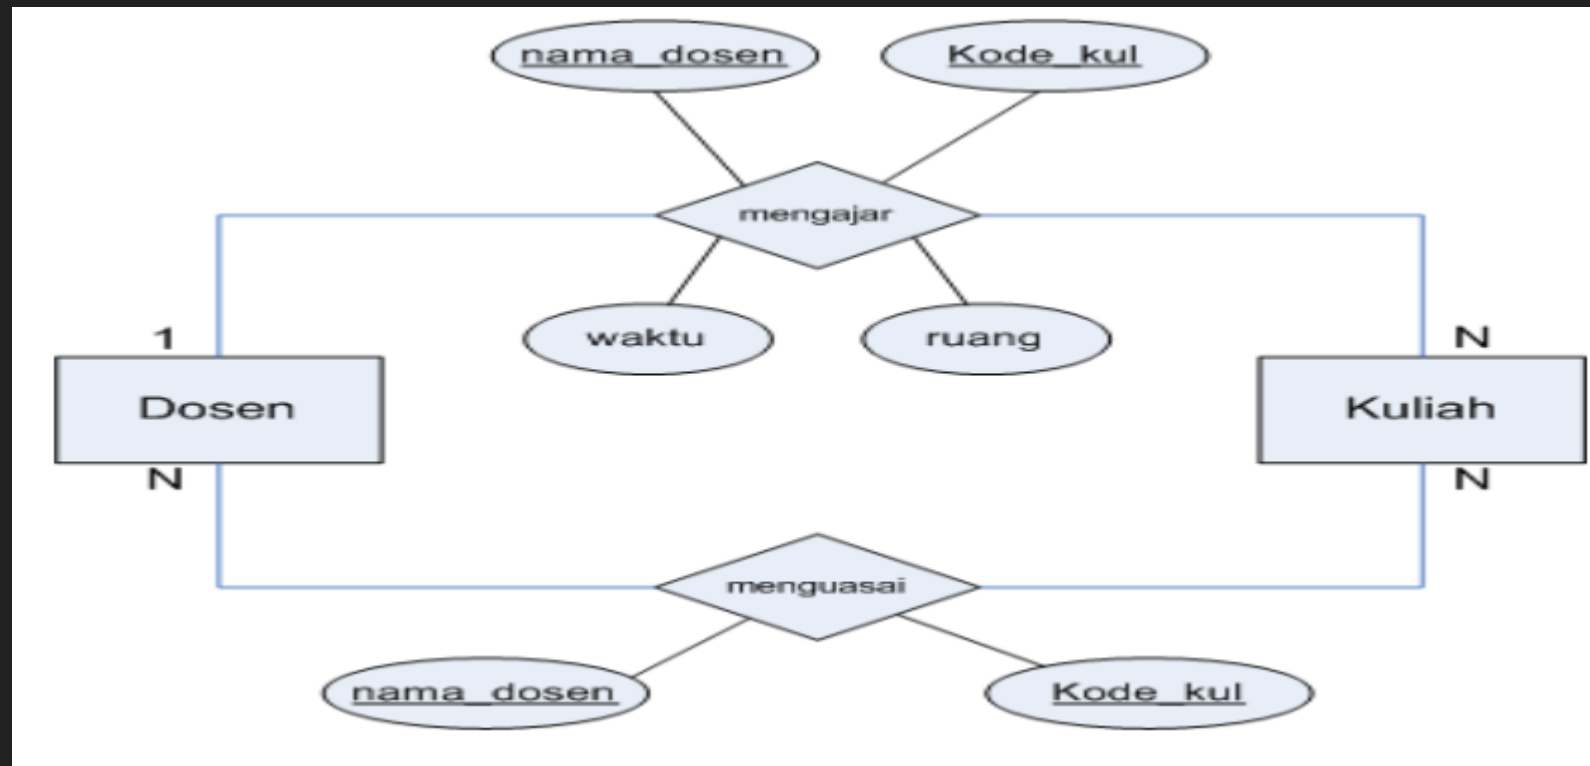 nama_dosen
Kode_kul
mengajar
waktu
ruang
1
N
Dosen
Kuliah
N
N
menguasai
nama_dosen
Kode_kul